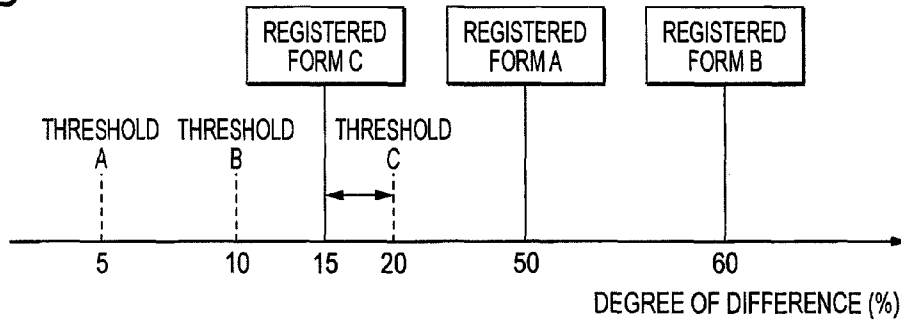 REGISTERED
FORM C
REGISTERED
FORM A
REGISTERED
FORM B
THRESHOLD
A
THRESHOLD
B
THRESHOLD
C
5 10 15 20 50 60
DEGREE OF DIFFERENCE (%)